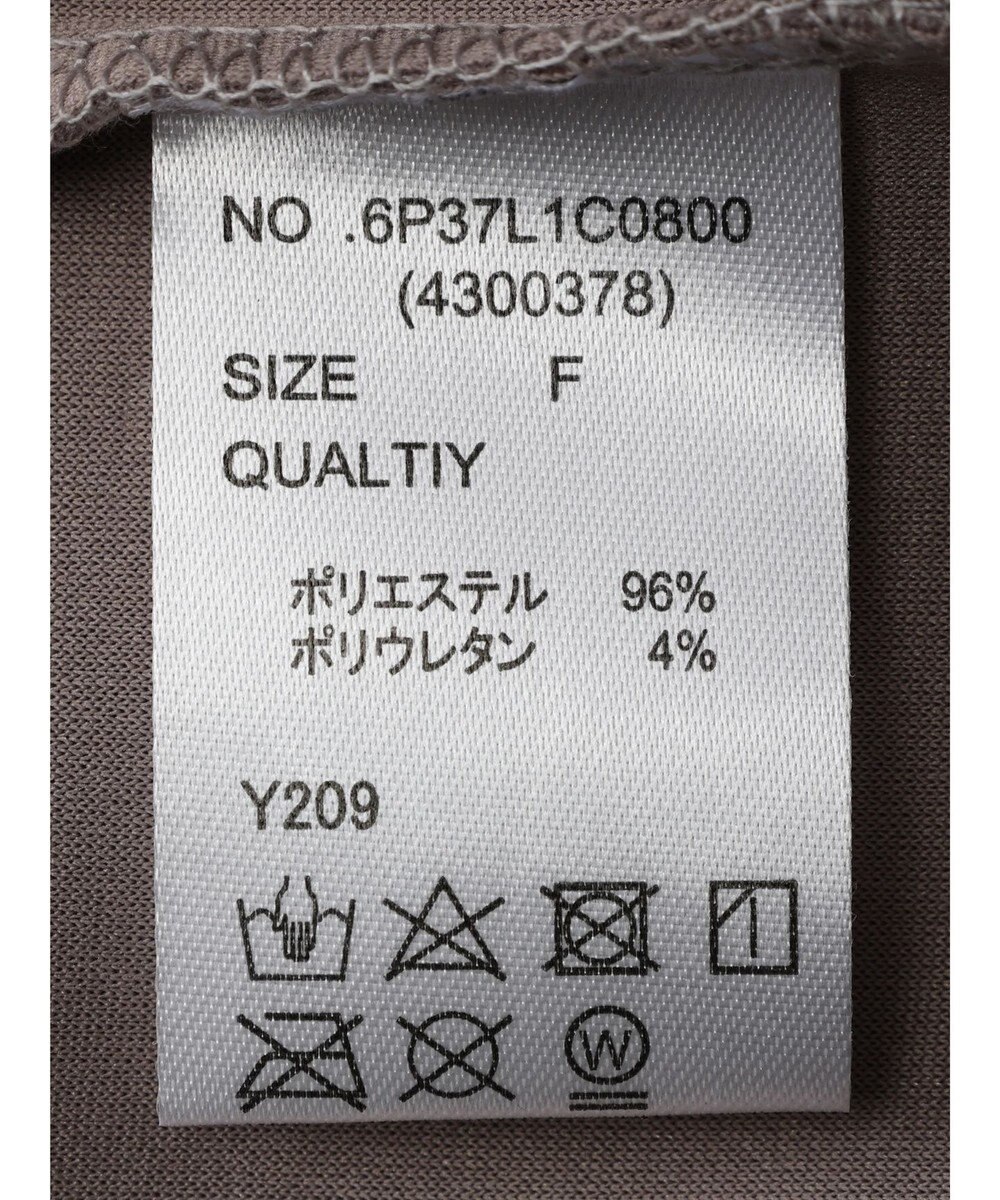 NO .6P37L1C0800
(4300378)
SIZE F
QUALTIY
ポリエステル 96%
ポリウレタン 4%
Y209
W